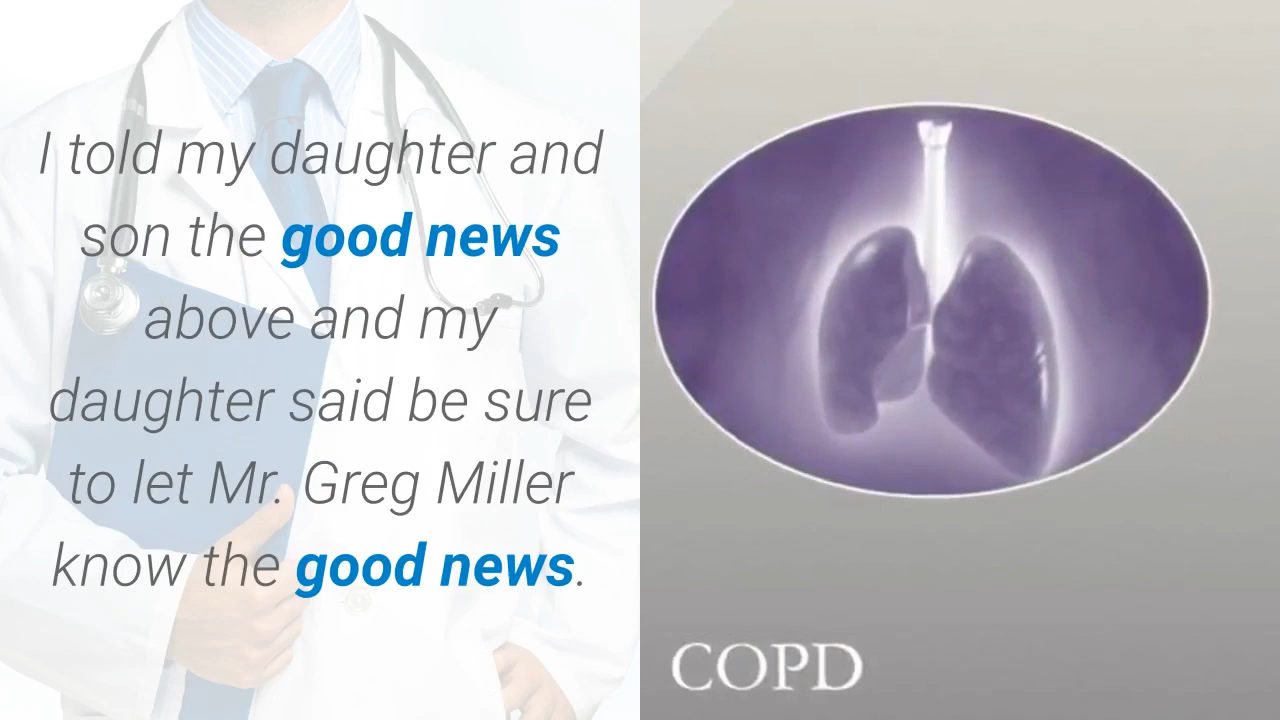 I told my daughter and
son the good news
above and my
daughter said be sure
to let Mr. Greg Miller
know the good news.
COPD